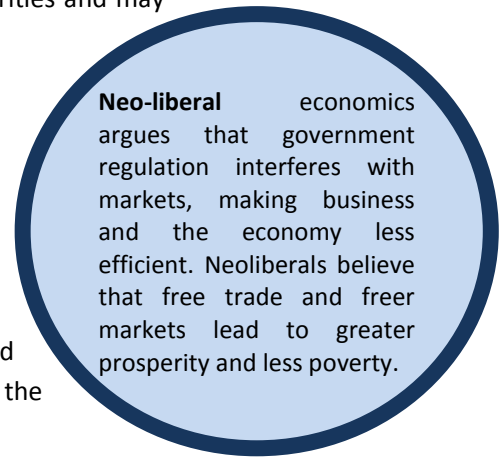 rities and may
Neo-liberal economics
argues that government
regulation interferes with
markets, making business
and the economy less
efficient. Neoliberals believe
that free trade and freer
markets lead to greater
prosperity and less poverty.
d
the